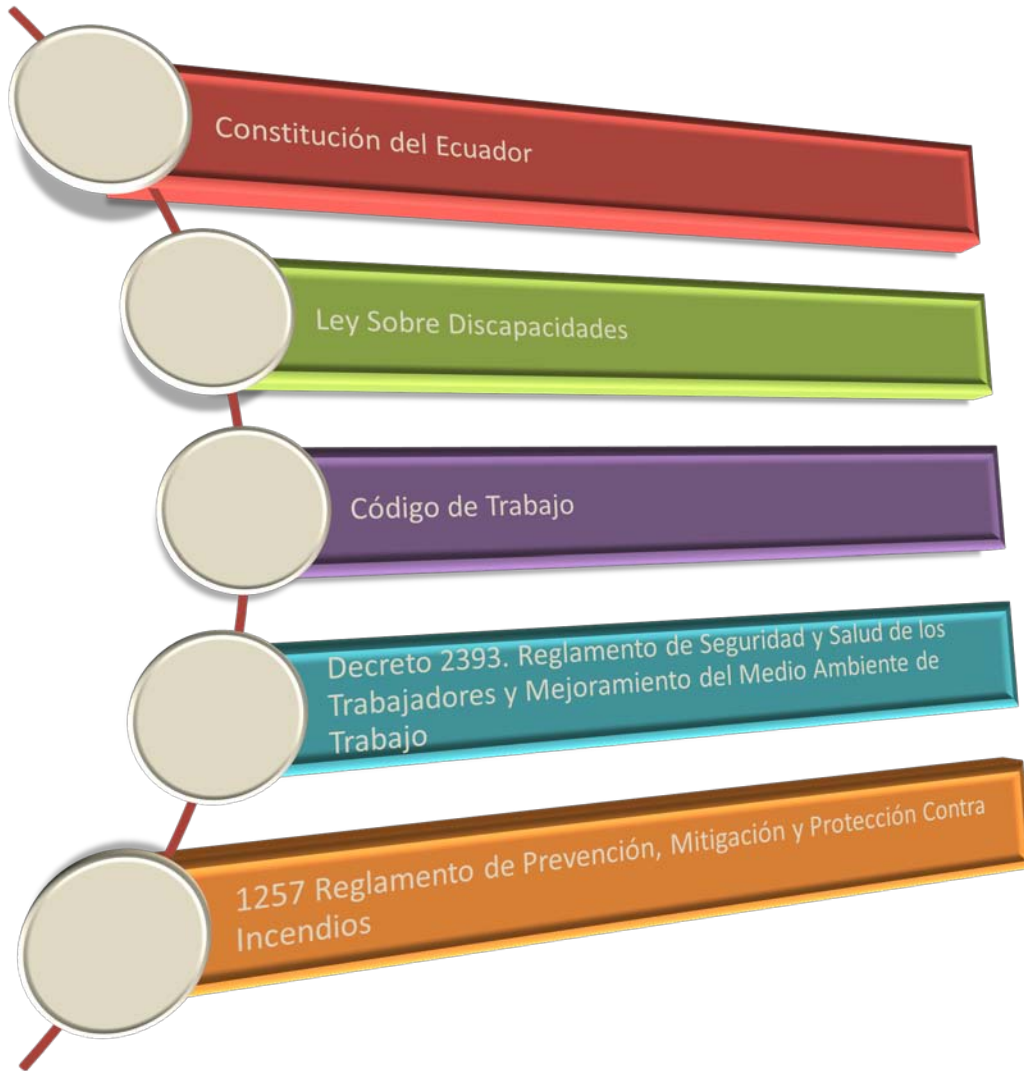 Constitución del Ecuador
Ley Sobre Discapacidades
Código de Trabajo
Decreto 2393. Reglamento de Seguridad y Salud de los
Trabajadores y Mejoramiento del Medio Ambiente de
Trabajo
1257 Reglamento de Prevención, Mitigación y Protección Contra
Incendios